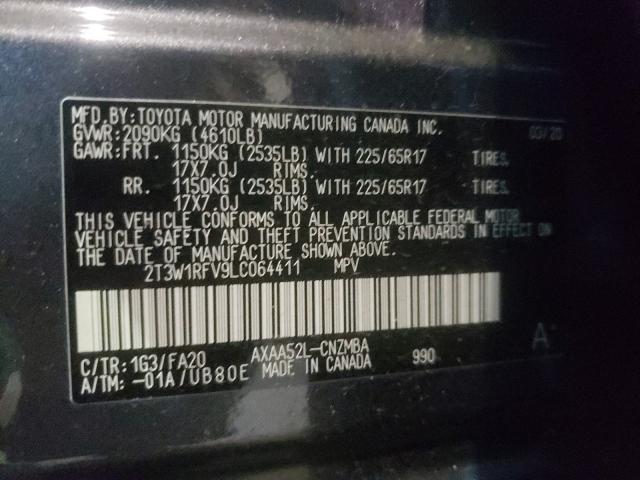 MFD.BY:TOYOTA MOTOR MANUFACTURING CANADA INC. 03/20
GVWR:2090KG (4610LB)
GAWR:FRT. 1150KG (2535LB) WITH 225/65R17 TIRES,
17X7.0J RIMS.
RR. 1150KG (2535LB) WITH 225/65R17 TIRES,
17X7.0J RIMS.
THIS VEHICLE CONFORMS TO ALL APPLICABLE FEDERAL MOTOR
VEHICLE SAFETY AND THEFT PREVENTION STANDARDS IN EFFECT ON
THE DATE OF MANUFACTURE SHOWN ABOVE.
2T3W1RFV9LC064411 MPV
C/TR:1G3/FA20 AXAA52L-CNZMBA 990 A
A/TM:-01A/UB80E MADE IN CANADA